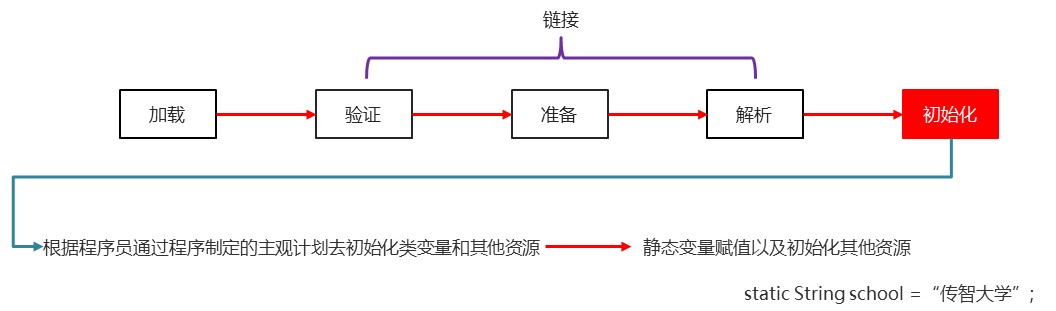 链接
加载
验证
准备
解析
初始化
根据程序员通过程序制定的主观计划去初始化类变量和其他资源
静态变量赋值以及初始化其他资源
static String school =“传智大学”;